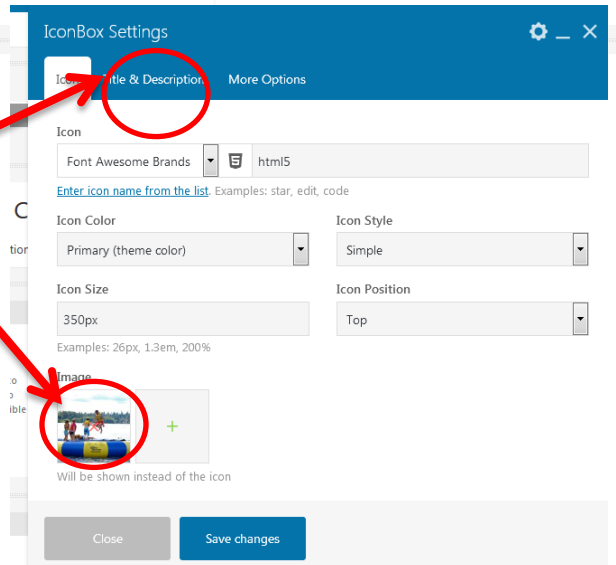 IconBox Settings
Title & Description More Options
Icon
Font Awesome Brands html5
Enter icon name from the list. Examples: star, edit, code
Icon Color Icon Style
Primary (theme color) Simple
Icon Size Icon Position
350px Top
Examples: 26px, 1.3em, 200%
Image
Will be shown instead of the icon
Close Save changes